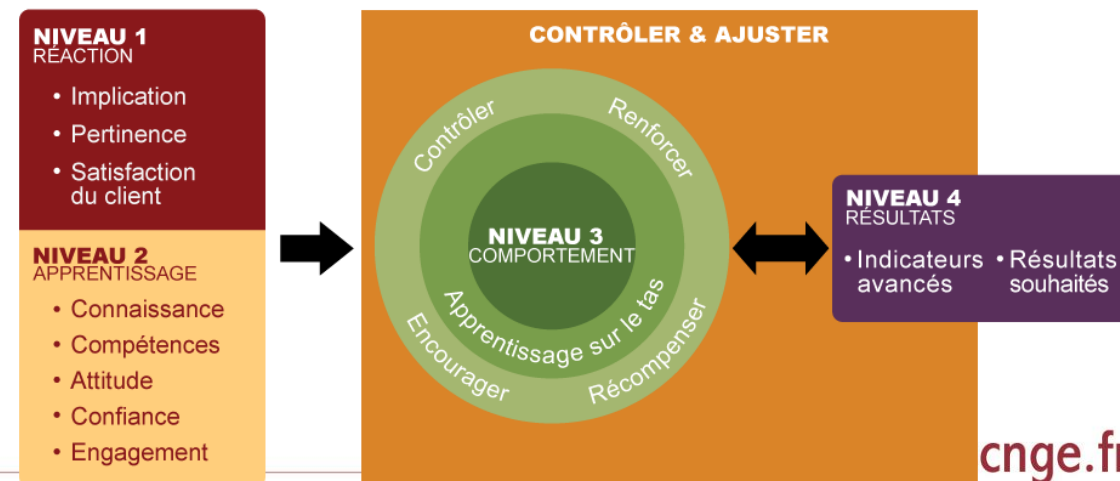 NIVEAU 1
RÉACTION
• Implication
• Pertinence
• Satisfaction
du client
NIVEAU 2
APPRENTISSAGE
• Connaissance
• Compétences
• Attitude
• Confiance
• Engagement
CONTRÔLER & AJUSTER
Contrôler
Renforcer
NIVEAU 3
COMPORTEMENT
Apprentissage sur le tas
Encourager
Récompenser
NIVEAU 4
RÉSULTATS
• Indicateurs
avancés
• Résultats
souhaités
cnge.fr